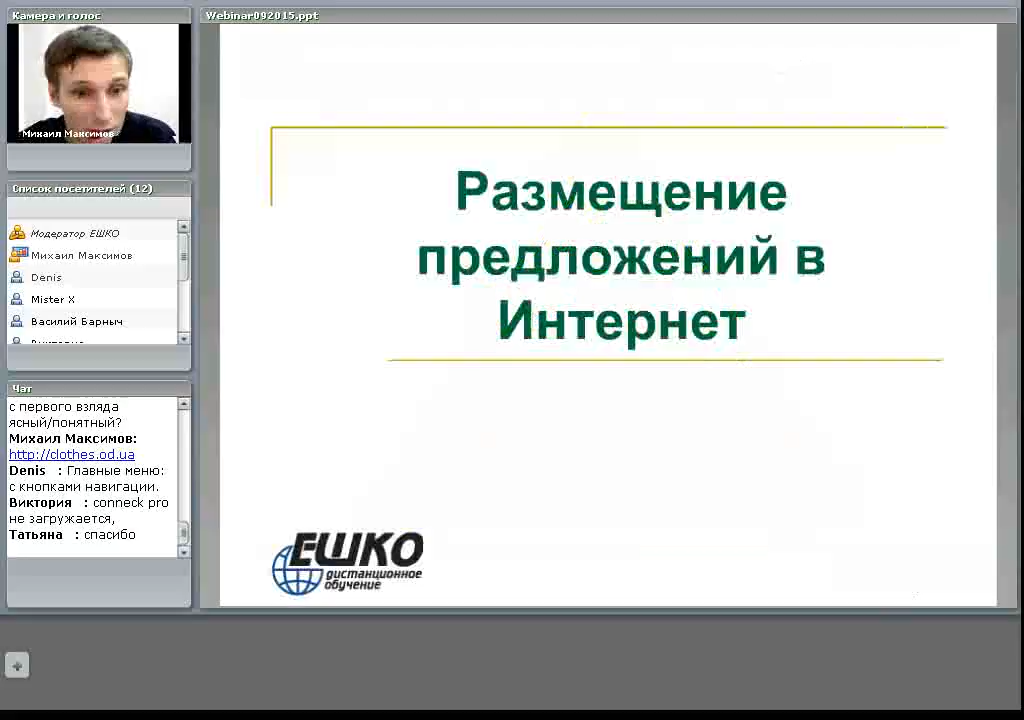 Камера и голос
Михаил Максимов
Список посетителей (12)
Модератор ЕШКО
Михаил Максимов
Denis
Mister X
Василий Барныч
Чат
с первого взляда
ясный/понятный?
Михаил Максимов:
http://clothes.od.ua
Denis : Главные меню:
с кнопками навигации.
Виктория : conneck pro
не загружается,
Татьяна : спасибо
Webinar092015.ppt
Размещение
предложений в
Интернет
ЕШКО
дистанционное
обучение